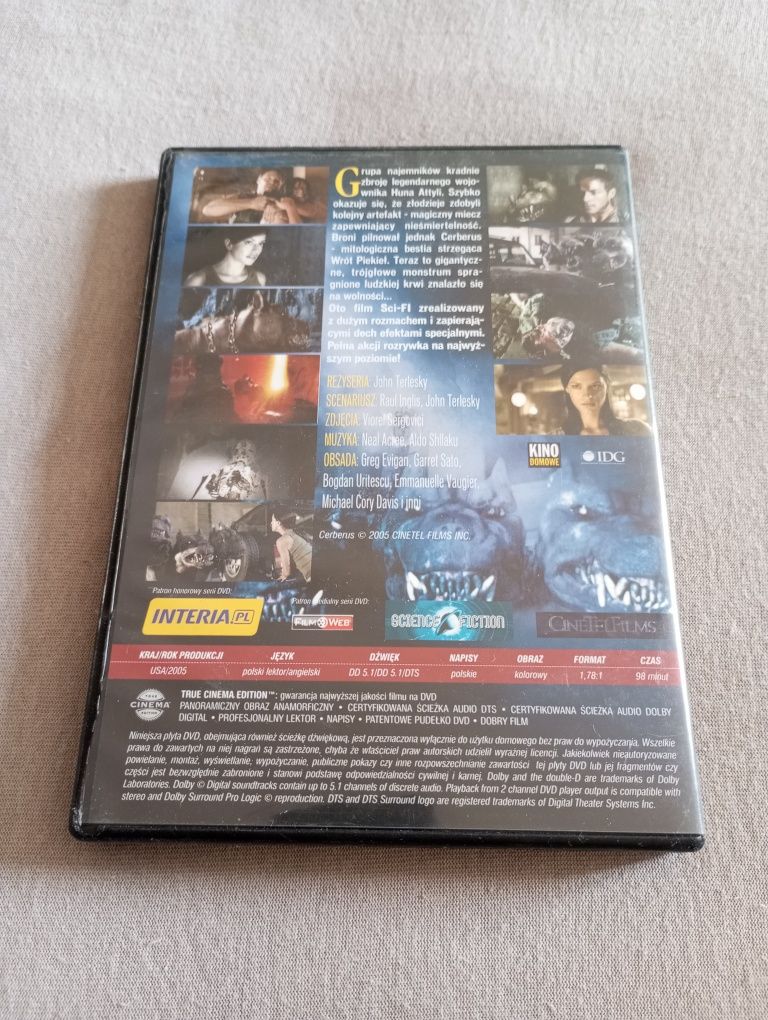 Grupa najemników kradnie
zbroje legendarnego wojo-
wnika Huna Attyli. Szybko
okazuje się, że złodzieje zdobyli
kolejny artefakt - magiczny miecz
zapewniający nieśmiertelność.
Broni pilnował jednak Cerberus
- mitologiczna bestia strzegąca
Wrót Piekieł. Teraz to gigantycz-
ne, trójgłowe monstrum spra-
gnione ludzkiej krwi znalazło się
na wolności...
Oto film Sci-FI zrealizowany
z dużym rozmachem i zapierają-
cymi dech efektami specjalnymi.
Pełna akcji rozrywka na najwyż-
szym poziomie!
REŻYSERIA: John Terlesky
SCENARIUSZ: Raul Inglis, John Terlesky
ZDJĘCIA: Viorel Sergovici
MUZYKA: Neal Acree, Aldo Shllaku
OBSADA: Greg Evigan, Garret Sato,
Bogdan Uritescu, Emmanuelle Vaugier,
Michael Cory Davis i inni
KINO
DOMOWE
IDG
Cerberus © 2005 CINETEL FILMS INC.
Patron honorowy serii DVD:
INTERIA.PL
Patron medialny serii DVD:
FILMWEB
SCIENCE FICTION
CINETEL FILMS
KRAJ/ROK PRODUKCJI JĘZYK DŹWIĘK NAPISY OBRAZ FORMAT CZAS
USA/2005 polski lektor/angielski DD 5.1/DD 5.1/DTS polskie kolorowy 1,78:1 98 minut
TRUE
CINEMA
EDITION
TRUE CINEMA EDITION™: gwarancja najwyższej jakości filmu na DVD
PANORAMICZNY OBRAZ ANAMORFICZNY • CERTYFIKOWANA ŚCIEŻKA AUDIO DTS • CERTYFIKOWANA ŚCIEŻKA AUDIO DOLBY
DIGITAL • PROFESJONALNY LEKTOR • NAPISY • PATENTOWE PUDEŁKO DVD • DOBRY FILM
Niniejsza płyta DVD, obejmująca również ścieżkę dźwiękową, jest przeznaczona wyłącznie do użytku domowego bez praw do wypożyczania. Wszelkie
prawa do zawartych na niej nagrań są zastrzeżone, chyba że właściciel praw autorskich udzielił wyraźnej licencji. Jakiekolwiek nieautoryzowane
powielanie, montaż, wyświetlanie, wypożyczanie, publiczne pokazy czy inne rozpowszechnianie zawartości tej płyty DVD lub jej fragmentów czy
części jest bezwzględnie zabronione i stanowi podstawę odpowiedzialności cywilnej i karnej. Dolby and the double-D are trademarks of Dolby
Laboratories. Dolby © Digital soundtracks contain up to 5.1 channels of discrete audio. Playback from 2 channel DVD player output is compatible with
stereo and Dolby Surround Pro Logic © reproduction. DTS and DTS Surround logo are registered trademarks of Digital Theater Systems Inc.